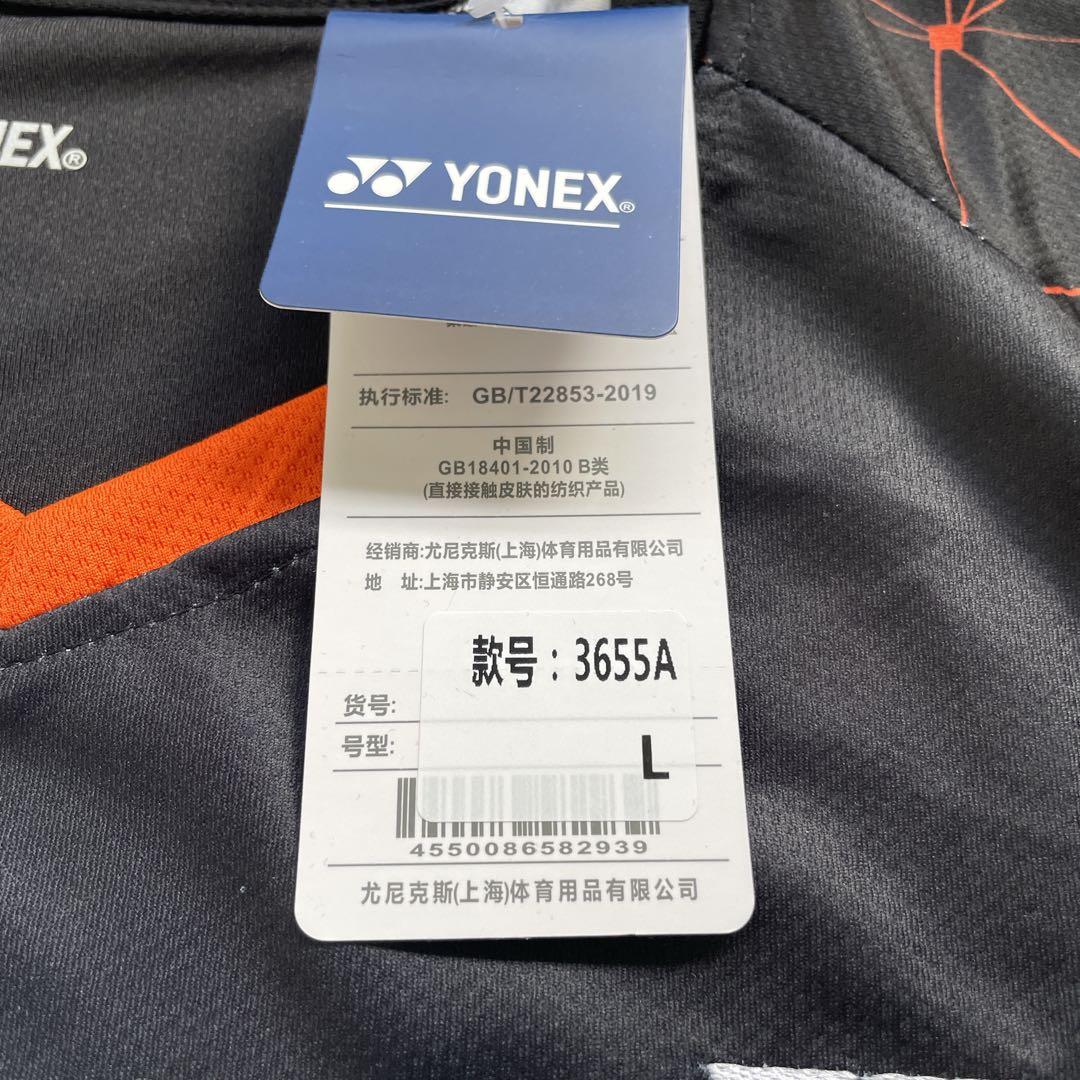 NEX®
YONEX®
执行标准: GB/T22853-2019
中国制
GB18401-2010 B类
(直接接触皮肤的纺织产品)
经销商:尤尼克斯(上海)体育用品有限公司
地 址:上海市静安区恒通路268号
款号:3655A
货号:
号型:
L
4550086582939
尤尼克斯(上海)体育用品有限公司